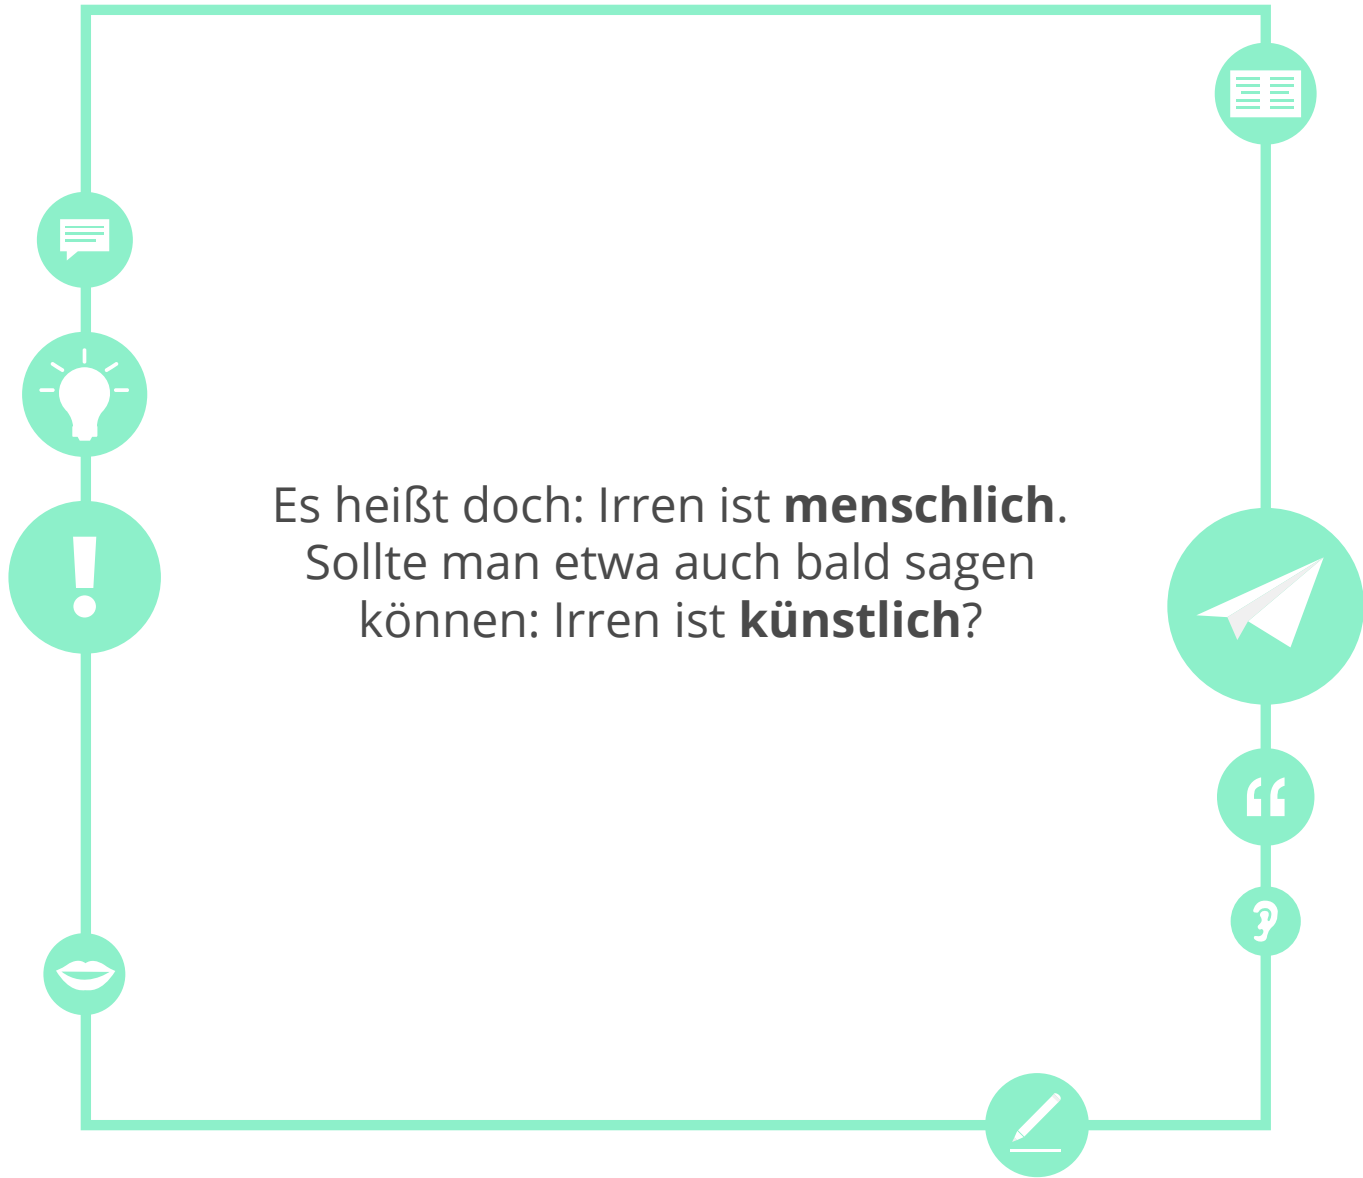 Es heißt doch: Irren ist menschlich.
Sollte man etwa auch bald sagen
können: Irren ist künstlich?